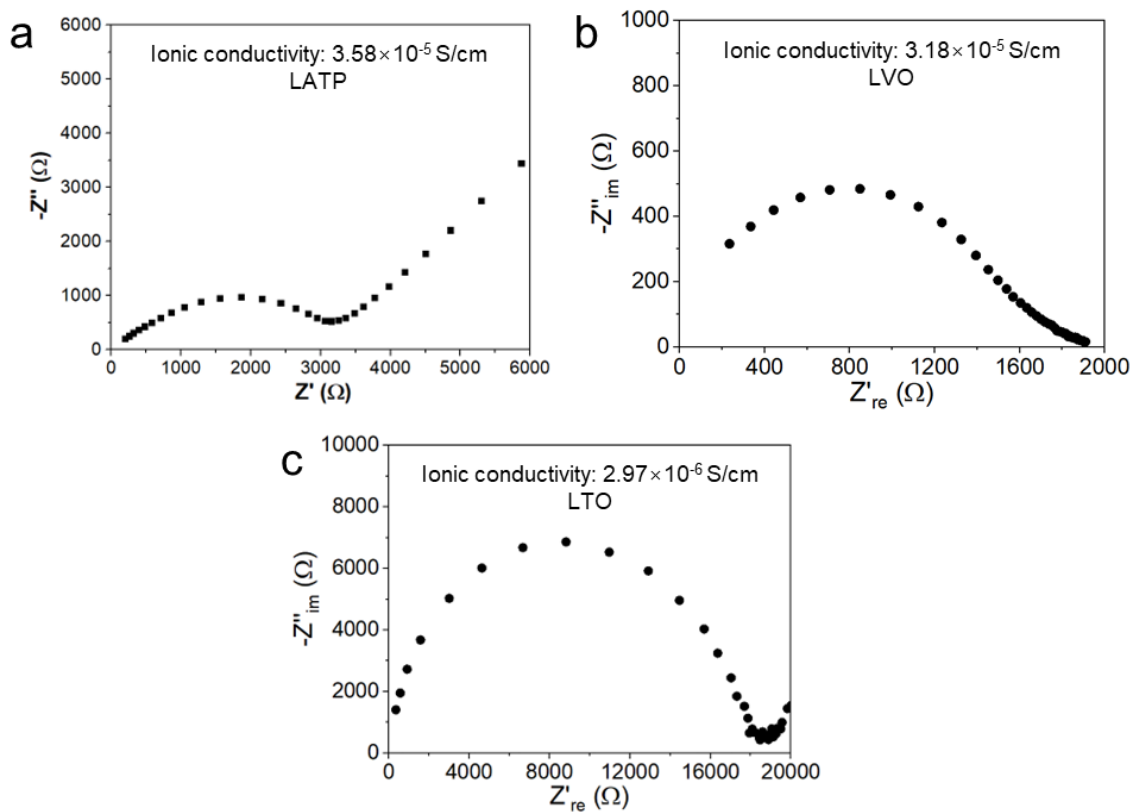 a
Ionic conductivity: 3.58×10⁻⁵ S/cm
LATP
6000
5000
4000
3000
2000
1000
0
-Z'' (Ω)
0 1000 2000 3000 4000 5000 6000
Z' (Ω)
b
Ionic conductivity: 3.18×10⁻⁵ S/cm
LVO
1000
800
600
400
200
0
-Z''im (Ω)
0 400 800 1200 1600 2000
Z're (Ω)
c
Ionic conductivity: 2.97×10⁻⁶ S/cm
LTO
10000
8000
6000
4000
2000
0
-Z''im (Ω)
0 4000 8000 12000 16000 20000
Z're (Ω)